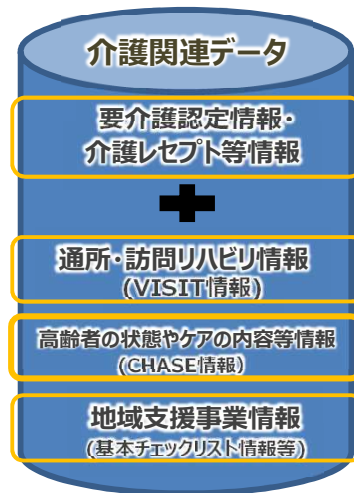 介護関連データ
要介護認定情報・
介護レセプト等情報
通所・訪問リハビリ情報
(VISIT情報)
高齢者の状態やケアの内容等情報
(CHASE情報)
地域支援事業情報
(基本チェックリスト情報等)